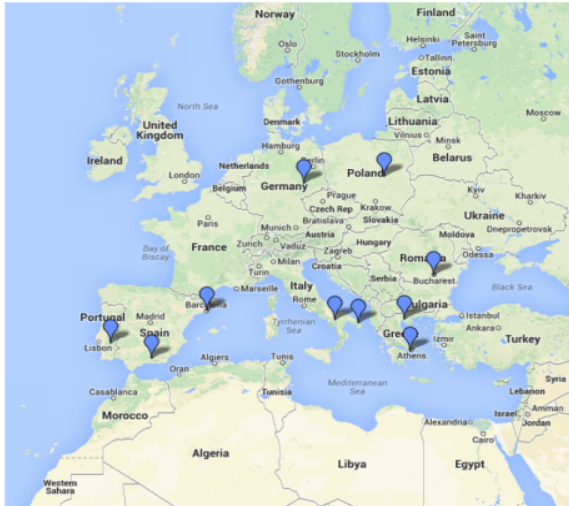 Norway
Finland
Oslo
Helsinki
Saint
Petersburg
Stockholm
Tallinn
Estonia
Gothenburg
Latvia
North Sea
Moscow
Denmark
Lithuania
United
Kingdom
Vilnius
Minsk
Hamburg
Ireland
Netherlands
Berlin
Poland
Belarus
London
Belgium
Germany
Kyiv
Kharkiv
Prague
Czech Rep
Krakow
Ukraine
Paris
Bratislava
Slovakia
Dnepropetrovsk
Munich
Austria
Moldova
Bay of
Biscay
France
Zurich
Vaduz
Hungary
Zagreb
Odessa
Milan
Croatia
Romania
Turin
Serbia
Bucharest
Italy
Black Sea
Marseille
Barcelona
Rome
Bulgaria
Portugal
Madrid
Istanbul
Spain
Tyrrhenian
Sea
Ankara
Lisbon
Greece
Izmir
Turkey
Athens
Algiers
Tunis
Oran
Syria
Mediterranean
Sea
Casablanca
Tunisia
Lebanon
Morocco
Alexandria
Israel
Amman
Jordan
Cairo
Algeria
Libya
Egypt
Western
Sahara